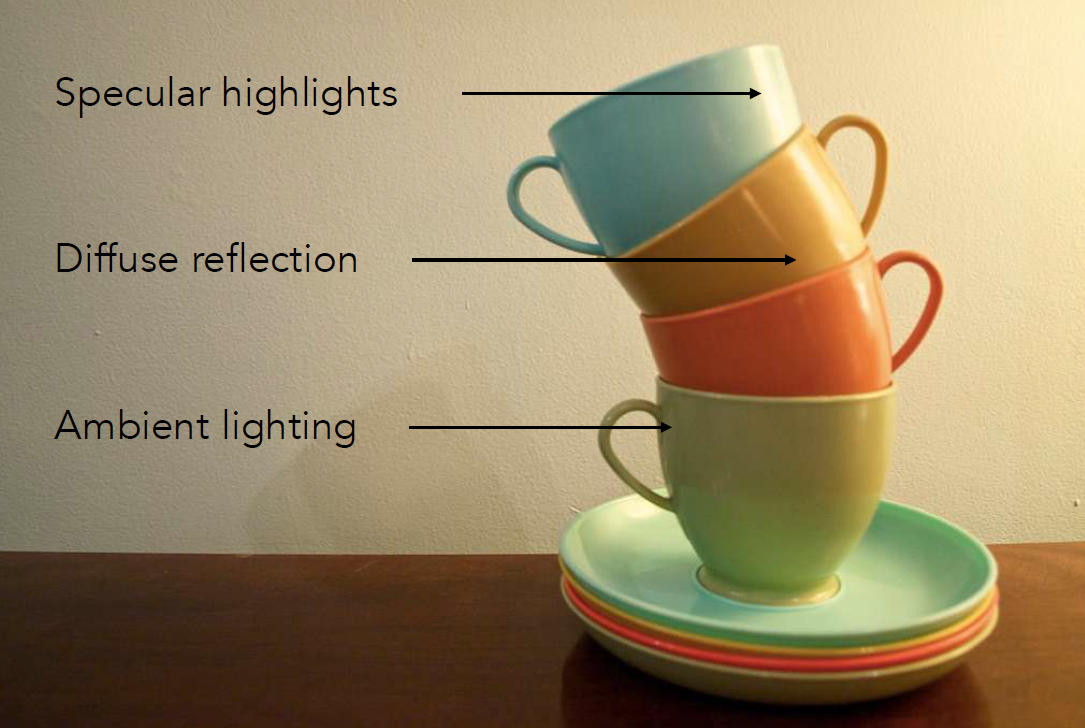 Specular highlights
Diffuse reflection
Ambient lighting